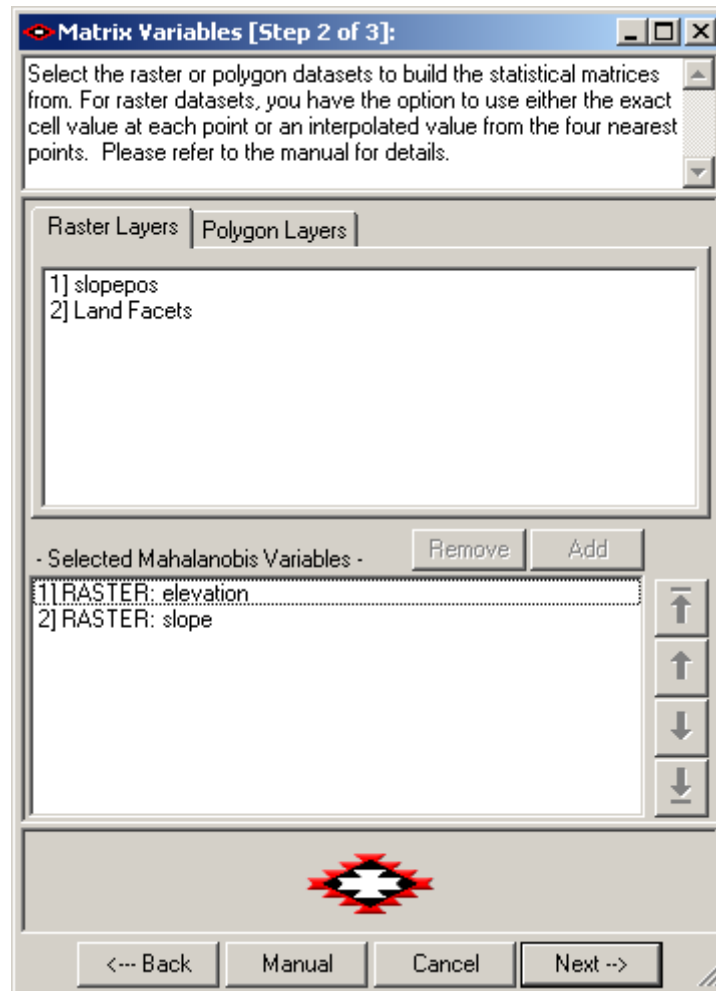 Matrix Variables [Step 2 of 3]:
Select the raster or polygon datasets to build the statistical matrices
from. For raster datasets, you have the option to use either the exact
cell value at each point or an interpolated value from the four nearest
points.  Please refer to the manual for details.
Raster Layers Polygon Layers
1] slopepos
2] Land Facets
- Selected Mahalanobis Variables - Remove Add
1] RASTER: elevation
2] RASTER: slope
<--- Back Manual Cancel Next -->